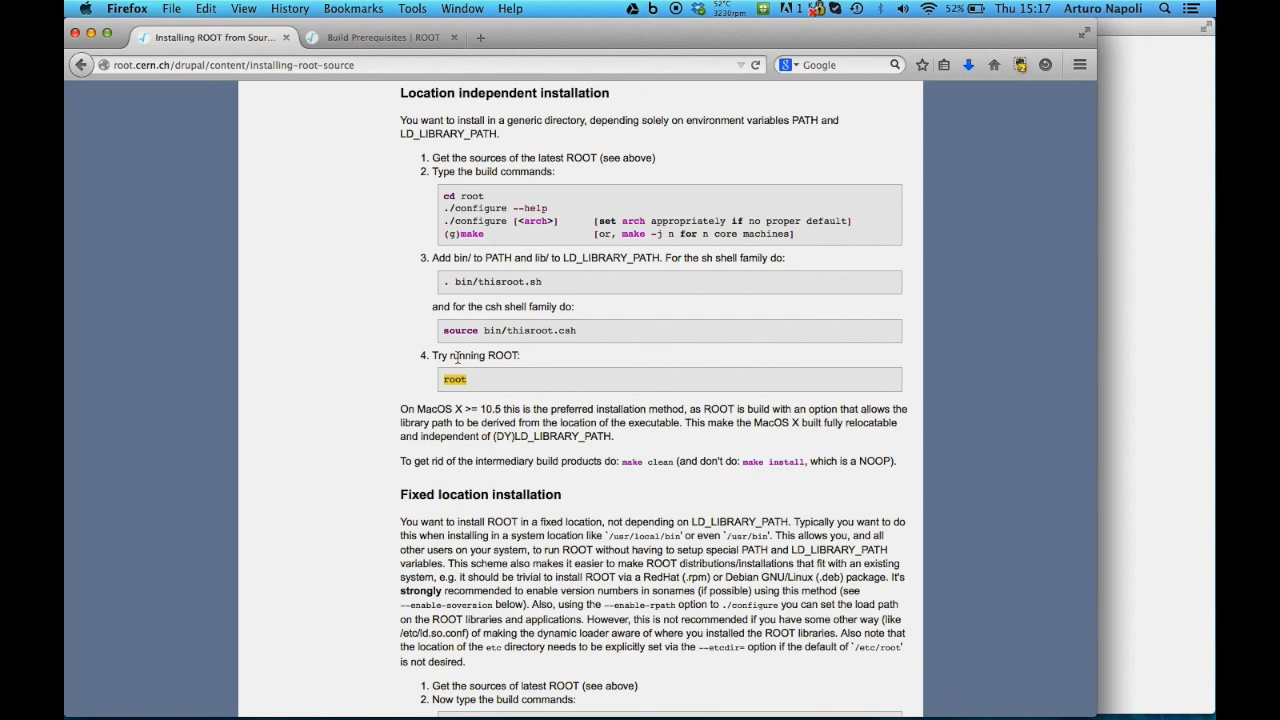 Firefox File Edit View History Bookmarks Tools Window Help 52°C 3230rpm 1 52% Thu 15:17 Arturo Napoli
Installing ROOT from Sour... Build Prerequisites | ROOT
root.cern.ch/drupal/content/installing-root-source Google
Location independent installation
You want to install in a generic directory, depending solely on environment variables PATH and
LD_LIBRARY_PATH.
1. Get the sources of the latest ROOT (see above)
2. Type the build commands:
cd root
./configure --help
./configure [<arch>] [set arch appropriately if no proper default]
(g)make [or, make -j n for n core machines]
3. Add bin/ to PATH and lib/ to LD_LIBRARY_PATH. For the sh shell family do:
. bin/thisroot.sh
and for the csh shell family do:
source bin/thisroot.csh
4. Try running ROOT:
root
On MacOS X >= 10.5 this is the preferred installation method, as ROOT is build with an option that allows the
library path to be derived from the location of the executable. This make the MacOS X built fully relocatable
and independent of (DY)LD_LIBRARY_PATH.
To get rid of the intermediary build products do: make clean (and don't do: make install, which is a NOOP).
Fixed location installation
You want to install ROOT in a fixed location, not depending on LD_LIBRARY_PATH. Typically you want to do
this when installing in a system location like `/usr/local/bin' or even `/usr/bin'. This allows you, and all
other users on your system, to run ROOT without having to setup special PATH and LD_LIBRARY_PATH
variables. This scheme also makes it easier to make ROOT distributions/installations that fit with an existing
system, e.g. it should be trivial to install ROOT via a RedHat (.rpm) or Debian GNU/Linux (.deb) package. It's
strongly recommended to enable version numbers in sonames (if possible) using this method (see
--enable-soversion below). Also, using the --enable-rpath option to ./configure you can set the load path
on the ROOT libraries and applications. However, this is not recommended if you have some other way (like
/etc/ld.so.conf) of making the dynamic loader aware of where you installed the ROOT libraries. Also note that
the location of the etc directory needs to be explicitly set via the --etcdir= option if the default of `/etc/root'
is not desired.
1. Get the sources of latest ROOT (see above)
2. Now type the build commands: